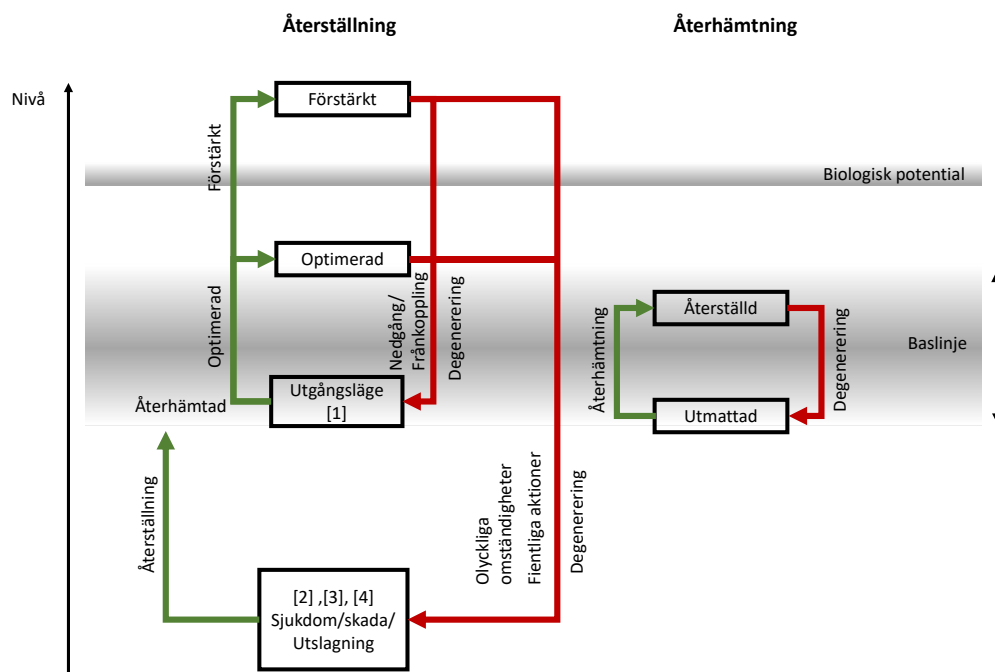 Återställning
Återhämtning
Nivå
Förstärkt
Förstärkt
Biologisk potential
Optimerad
Optimerad
Nedgång/
Frånkoppling
Degenerering
Återhämtning
Återställd
Degenerering
Baslinje
Utgångsläge
[1]
Återhämtad
Utmattad
Återställning
Olyckliga
omständigheter
Fientliga aktioner
Degenerering
[2] ,[3], [4]
Sjukdom/skada/
Utslagning